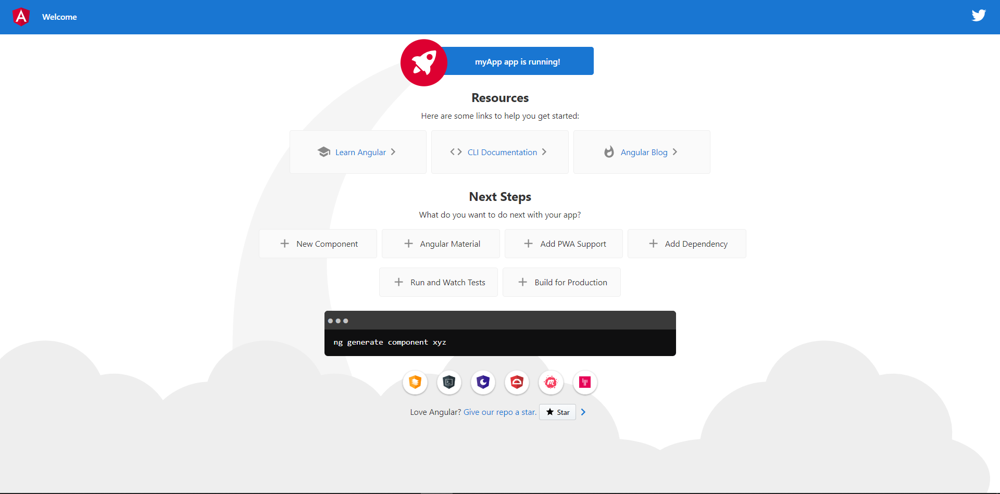 Welcome
myApp app is running!
Resources
Here are some links to help you get started:
Learn Angular
CLI Documentation
Angular Blog
Next Steps
What do you want to do next with your app?
New Component
Angular Material
Add PWA Support
Add Dependency
Run and Watch Tests
Build for Production
ng generate component xyz
Love Angular? Give our repo a star. Star